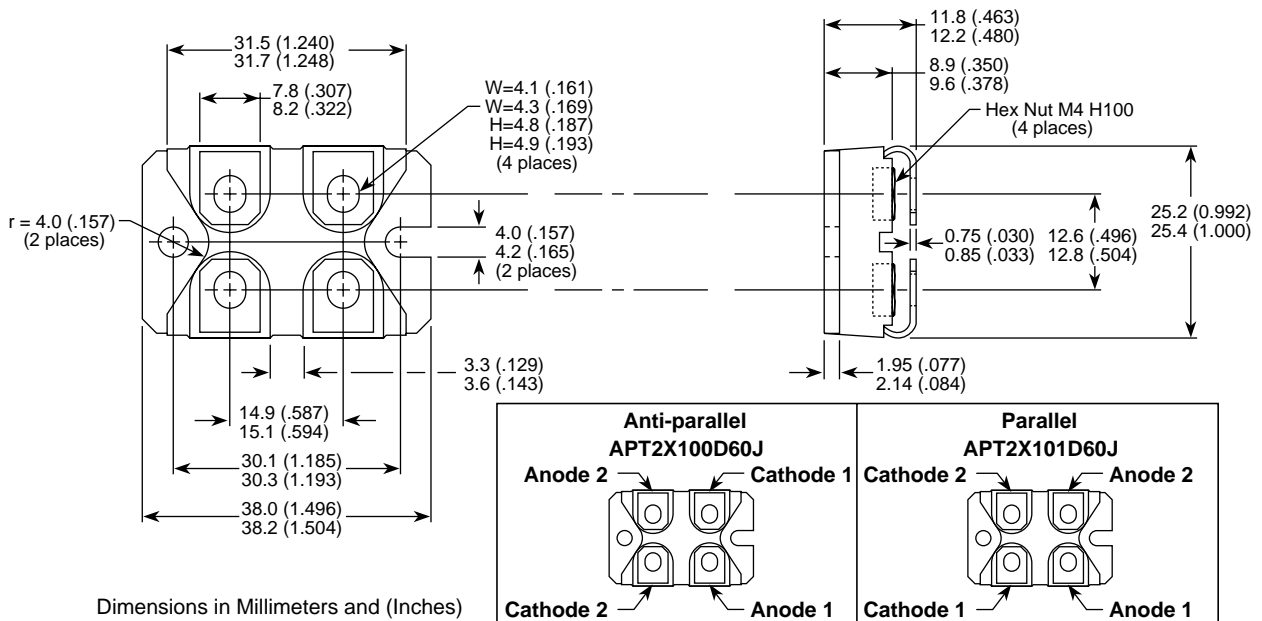 31.5 (1.240)
31.7 (1.248)
7.8 (.307)
8.2 (.322)
W=4.1 (.161)
W=4.3 (.169)
H=4.8 (.187)
H=4.9 (.193)
(4 places)
r = 4.0 (.157)
(2 places)
4.0 (.157)
4.2 (.165)
(2 places)
3.3 (.129)
3.6 (.143)
14.9 (.587)
15.1 (.594)
30.1 (1.185)
30.3 (1.193)
38.0 (1.496)
38.2 (1.504)
11.8 (.463)
12.2 (.480)
8.9 (.350)
9.6 (.378)
Hex Nut M4 H100
(4 places)
0.75 (.030)
0.85 (.033)
12.6 (.496)
12.8 (.504)
25.2 (0.992)
25.4 (1.000)
1.95 (.077)
2.14 (.084)
Anti-parallel
APT2X100D60J
Anode 2
Cathode 1
Cathode 2
Anode 1
Parallel
APT2X101D60J
Cathode 2
Anode 2
Cathode 1
Anode 1
Dimensions in Millimeters and (Inches)